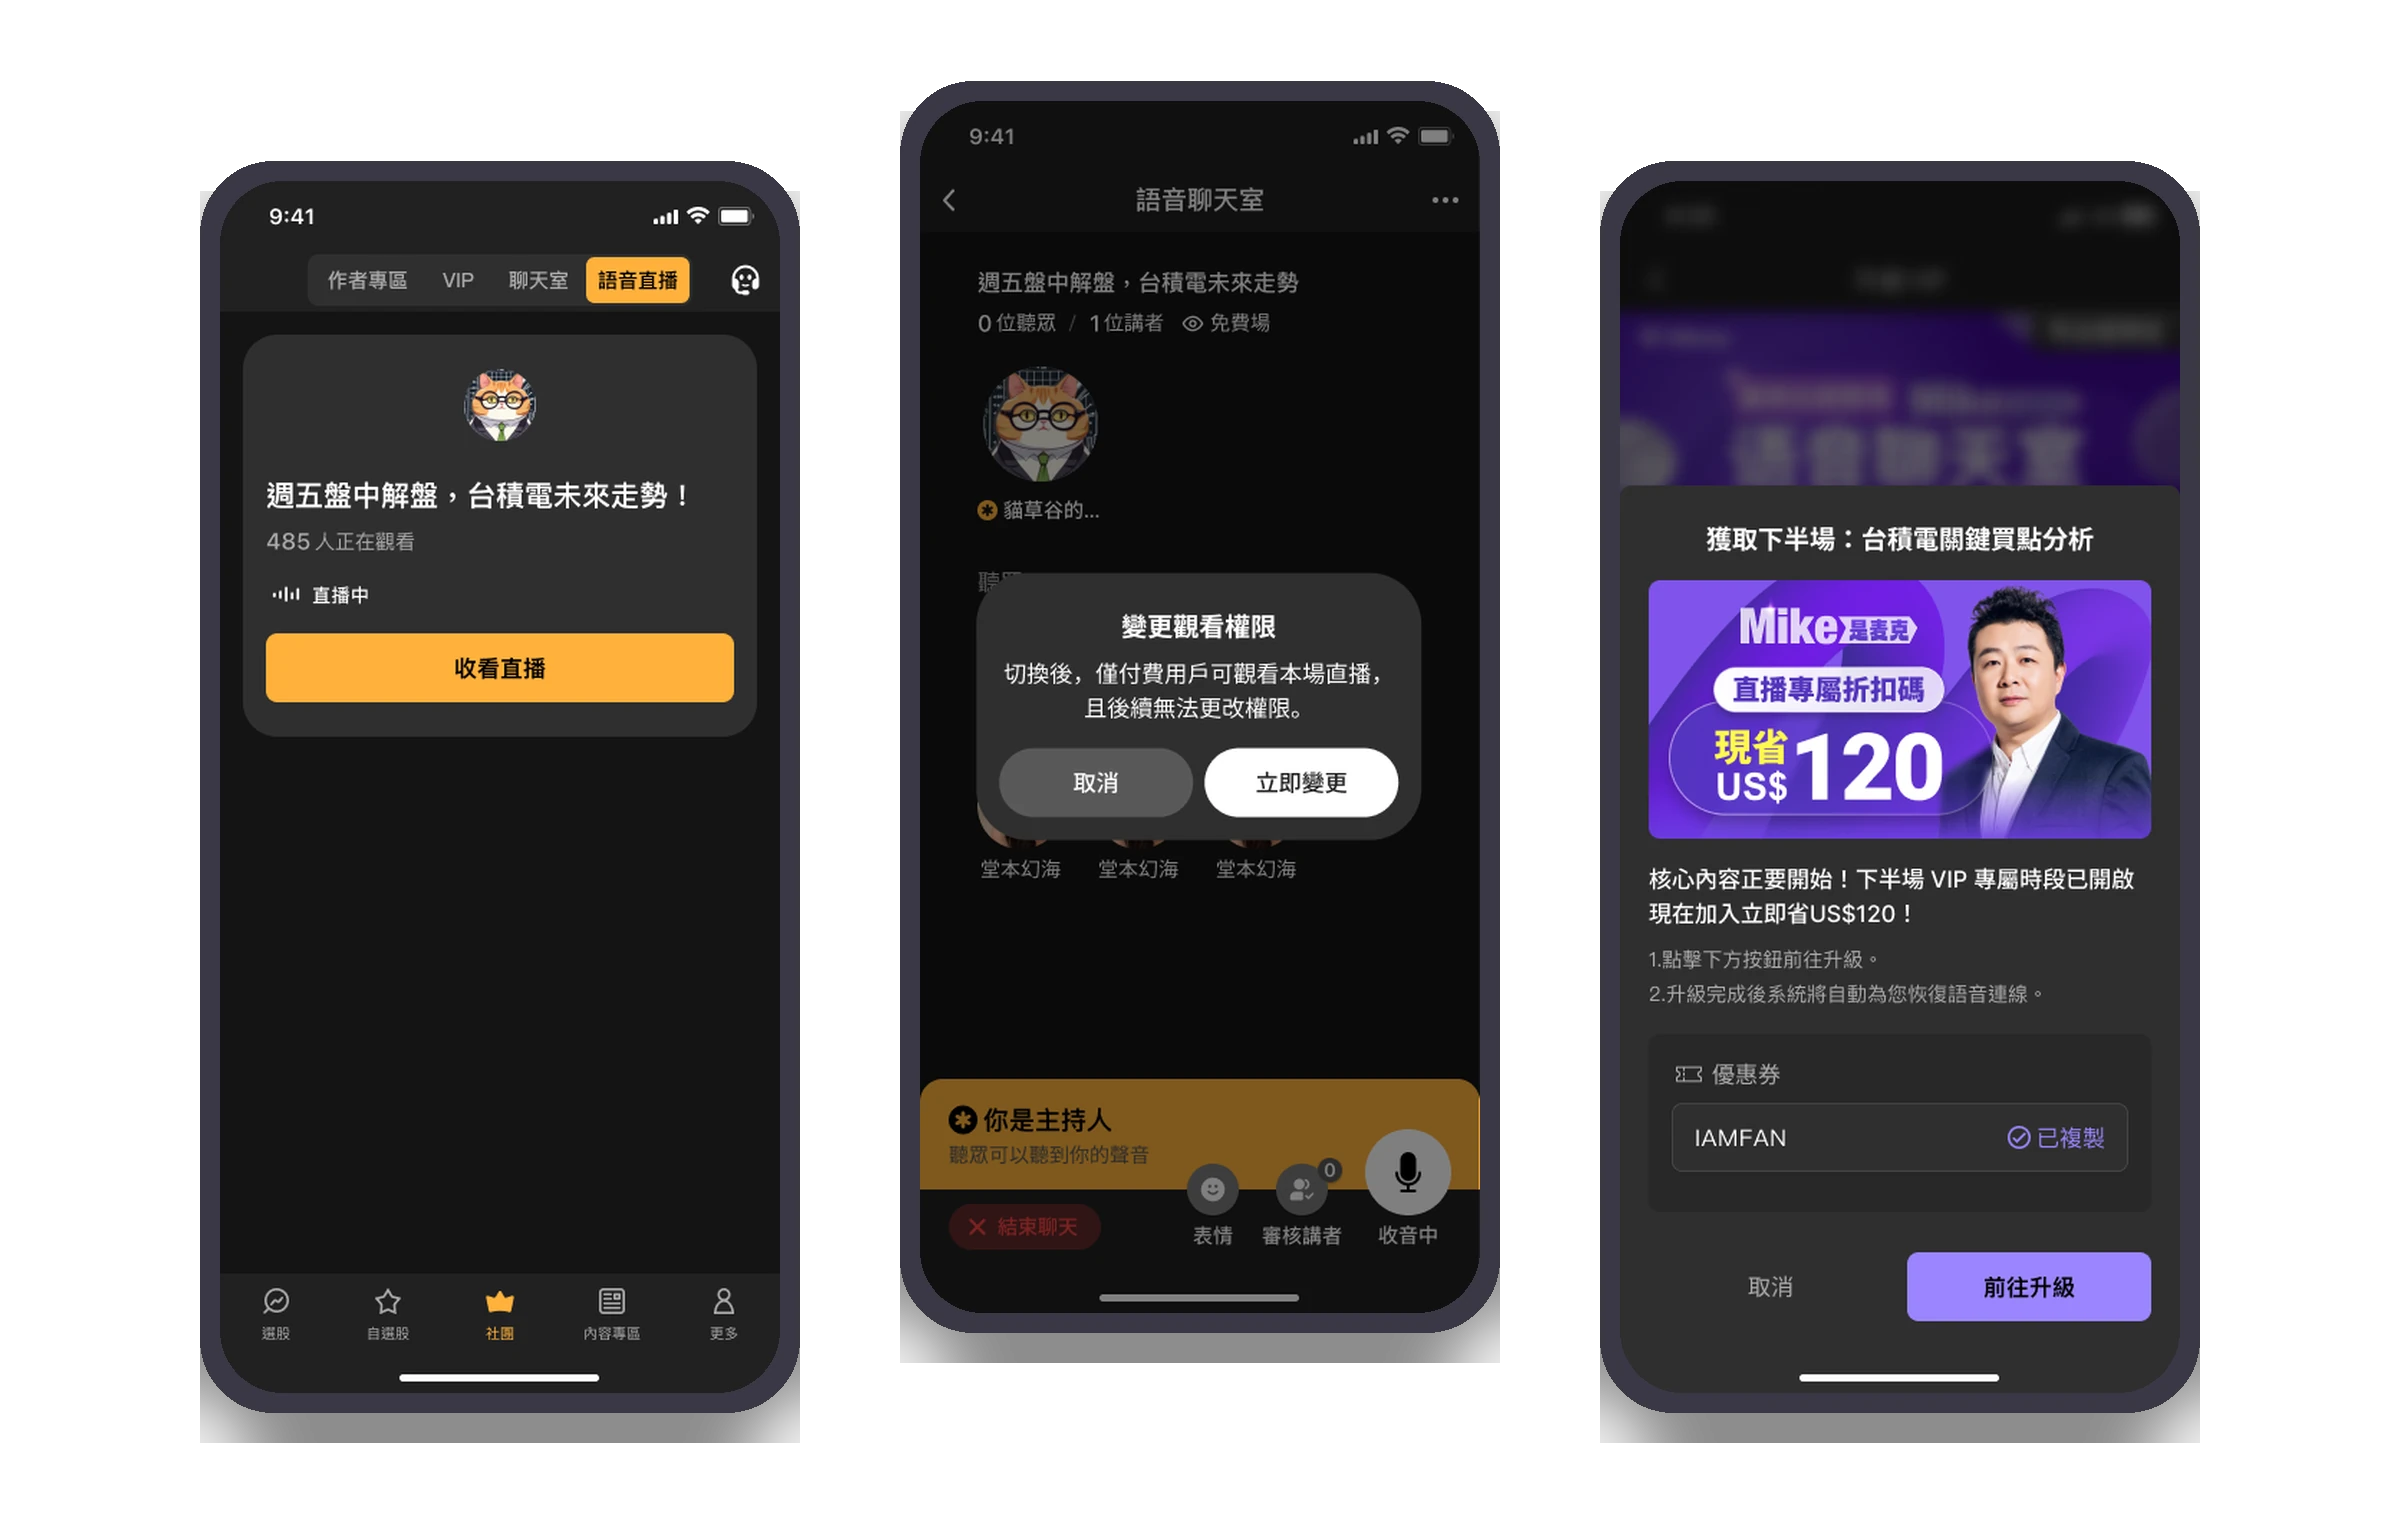 9:41
作者專區 VIP 聊天室 語音直播
週五盤中解盤，台積電未來走勢！
485 人正在觀看
直播中
收看直播
選股 自選股 社團 內容專區 更多
9:41
語音聊天室
週五盤中解盤，台積電未來走勢
0 位聽眾 / 1位講者 免費場
貓草谷的...
變更觀看權限
切換後，僅付費用戶可觀看本場直播，
且後續無法更改權限。
取消 立即變更
堂本幻海 堂本幻海 堂本幻海
你是主持人
聽眾可以聽到你的聲音
0
結束聊天 表情 審核講者 收音中
語音聊天室
獲取下半場：台積電關鍵買點分析
Mike是麥克
直播專屬折扣碼
現省
US$120
核心內容正要開始！下半場 VIP 專屬時段已開啟
現在加入立即省US$120！
1.點擊下方按鈕前往升級。
2.升級完成後系統將自動為您恢復語音連線。
優惠券
IAMFAN 已複製
取消 前往升級